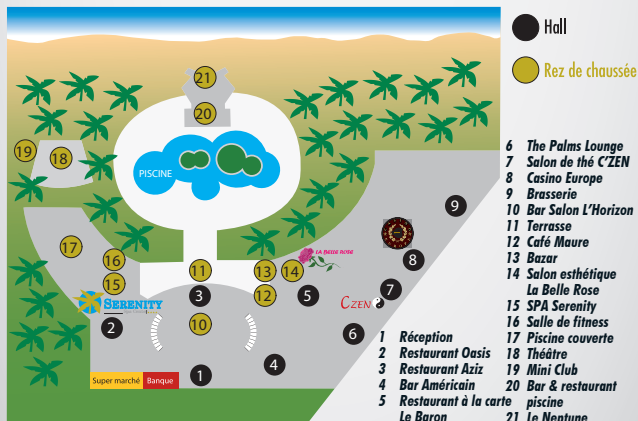 Hall
Rez de chaussée
21
20
19
18
PISCINE
17
16
15
SERENITY
2
11
3
10
13
14
LA BELLE ROSE
12
5
9
8
7
CZEN
6
4
1
Super marché
Banque
1 Réception
2 Restaurant Oasis
3 Restaurant Aziz
4 Bar Américain
5 Restaurant à la carte
Le Baron
6 The Palms Lounge
7 Salon de thé C'ZEN
8 Casino Europe
9 Brasserie
10 Bar Salon L'Horizon
11 Terrasse
12 Café Maure
13 Bazar
14 Salon esthétique
La Belle Rose
15 SPA Serenity
16 Salle de fitness
17 Piscine couverte
18 Théâtre
19 Mini Club
20 Bar & restaurant
piscine
21 Le Neptune